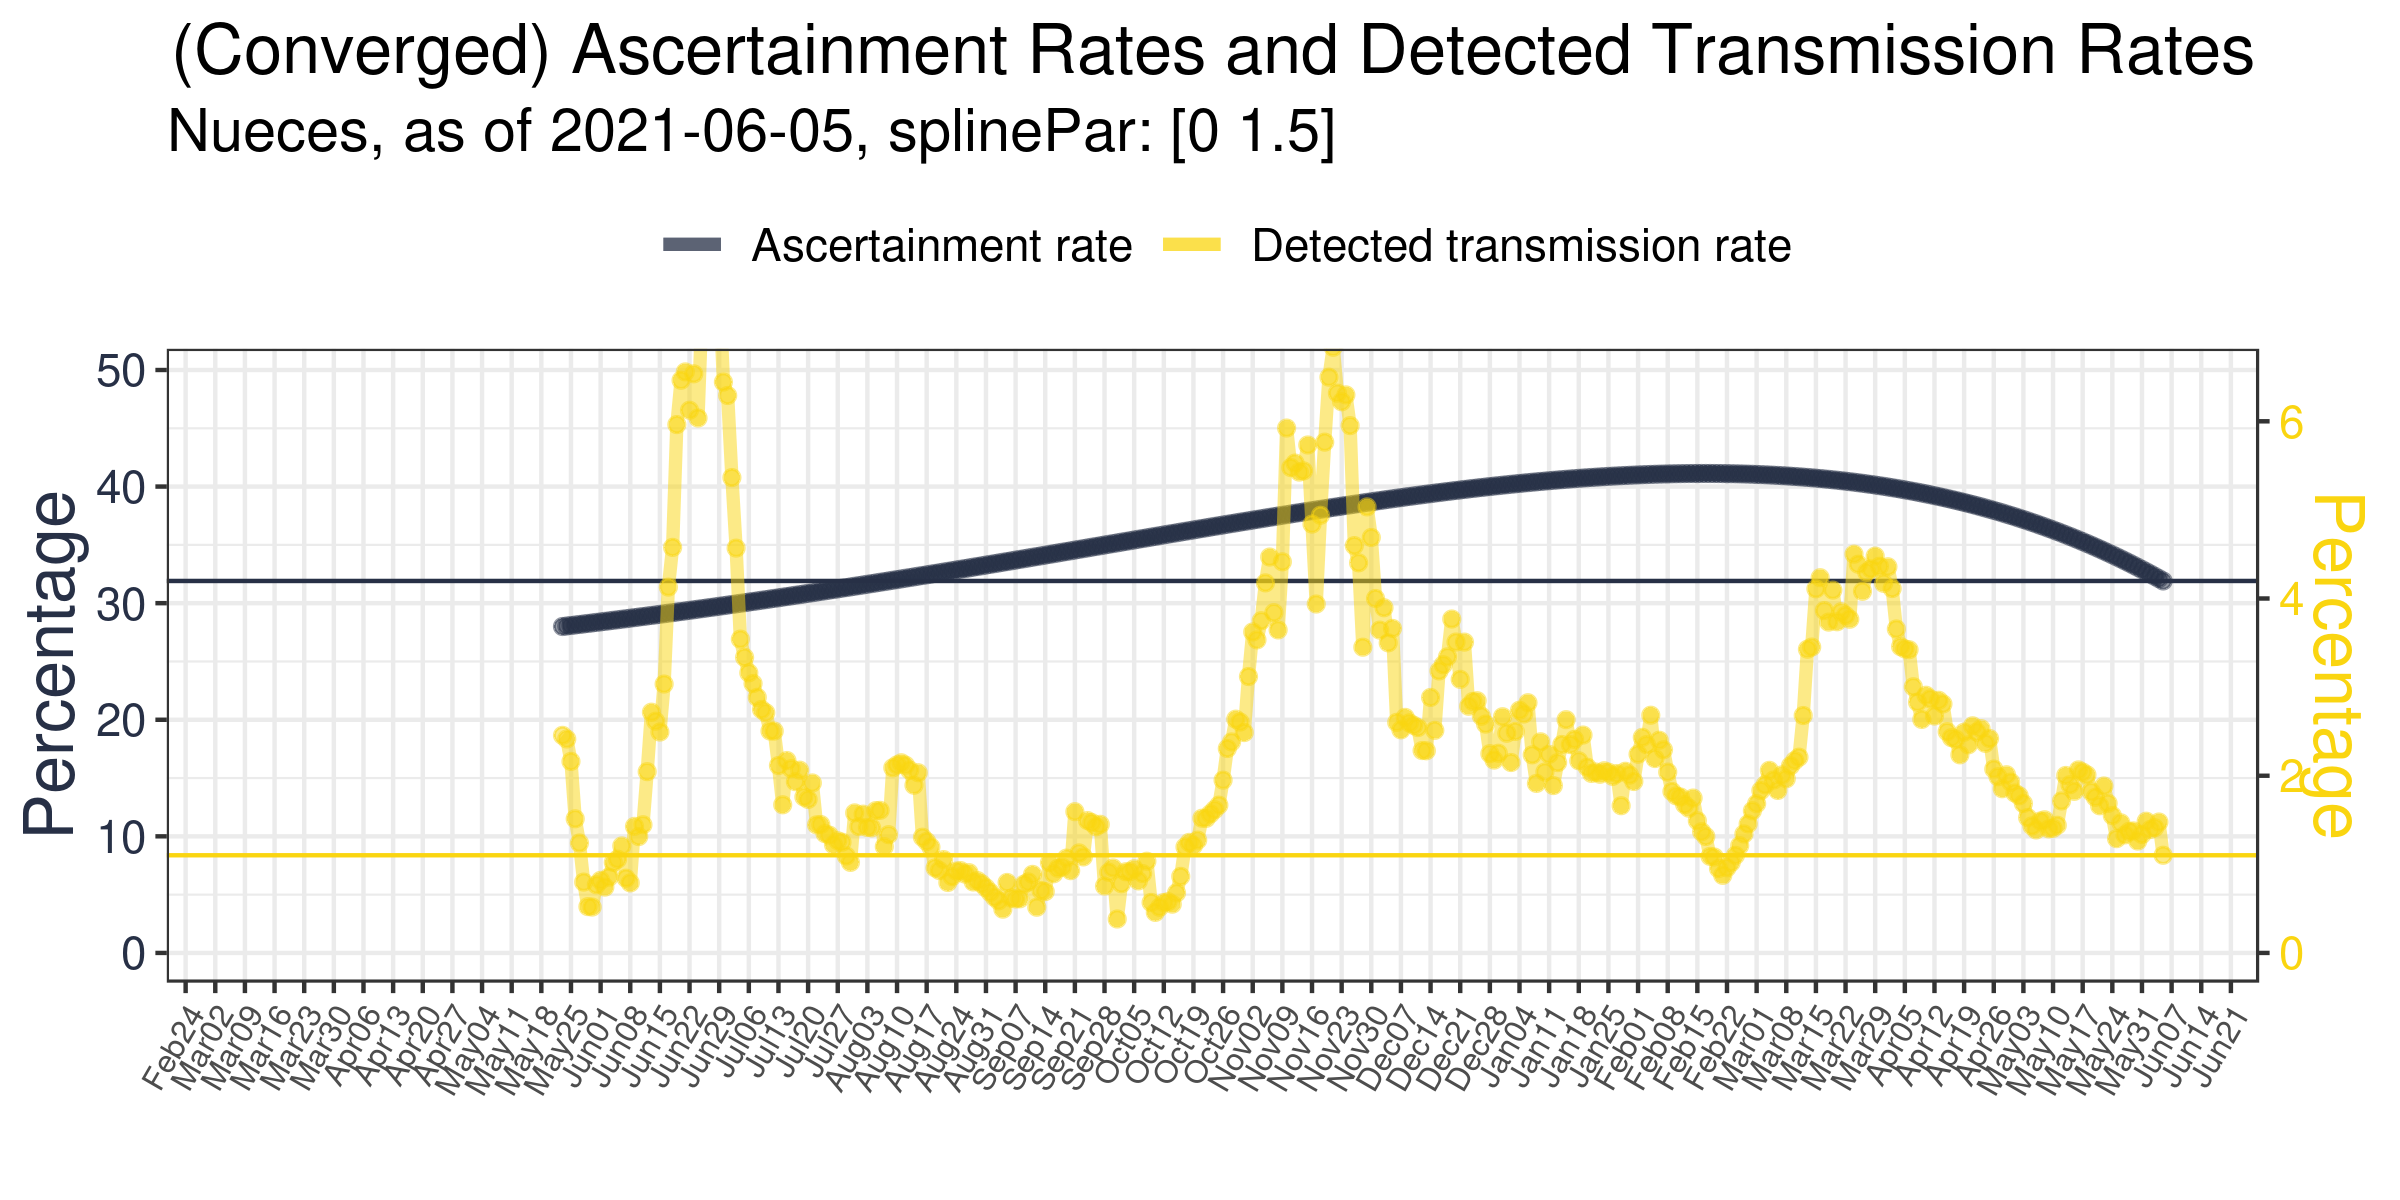 (Converged) Ascertainment Rates and Detected Transmission Rates
Nueces, as of 2021-06-05, splinePar: [0 1.5]
Ascertainment rate
Detected transmission rate
Percentage
50
40
30
20
10
0
6
4
2
0
Percentage
Feb24
Mar02
Mar09
Mar16
Mar23
Mar30
Apr06
Apr13
Apr20
Apr27
May04
May11
May18
May25
Jun01
Jun08
Jun15
Jun22
Jun29
Jul06
Jul13
Jul20
Jul27
Aug03
Aug10
Aug17
Aug24
Aug31
Sep07
Sep14
Sep21
Sep28
Oct05
Oct12
Oct19
Oct26
Nov02
Nov09
Nov16
Nov23
Nov30
Dec07
Dec14
Dec21
Dec28
Jan04
Jan11
Jan18
Jan25
Feb01
Feb08
Feb15
Feb22
Mar01
Mar08
Mar15
Mar22
Mar29
Apr05
Apr12
Apr19
Apr26
May03
May10
May17
May24
May31
Jun07
Jun14
Jun21